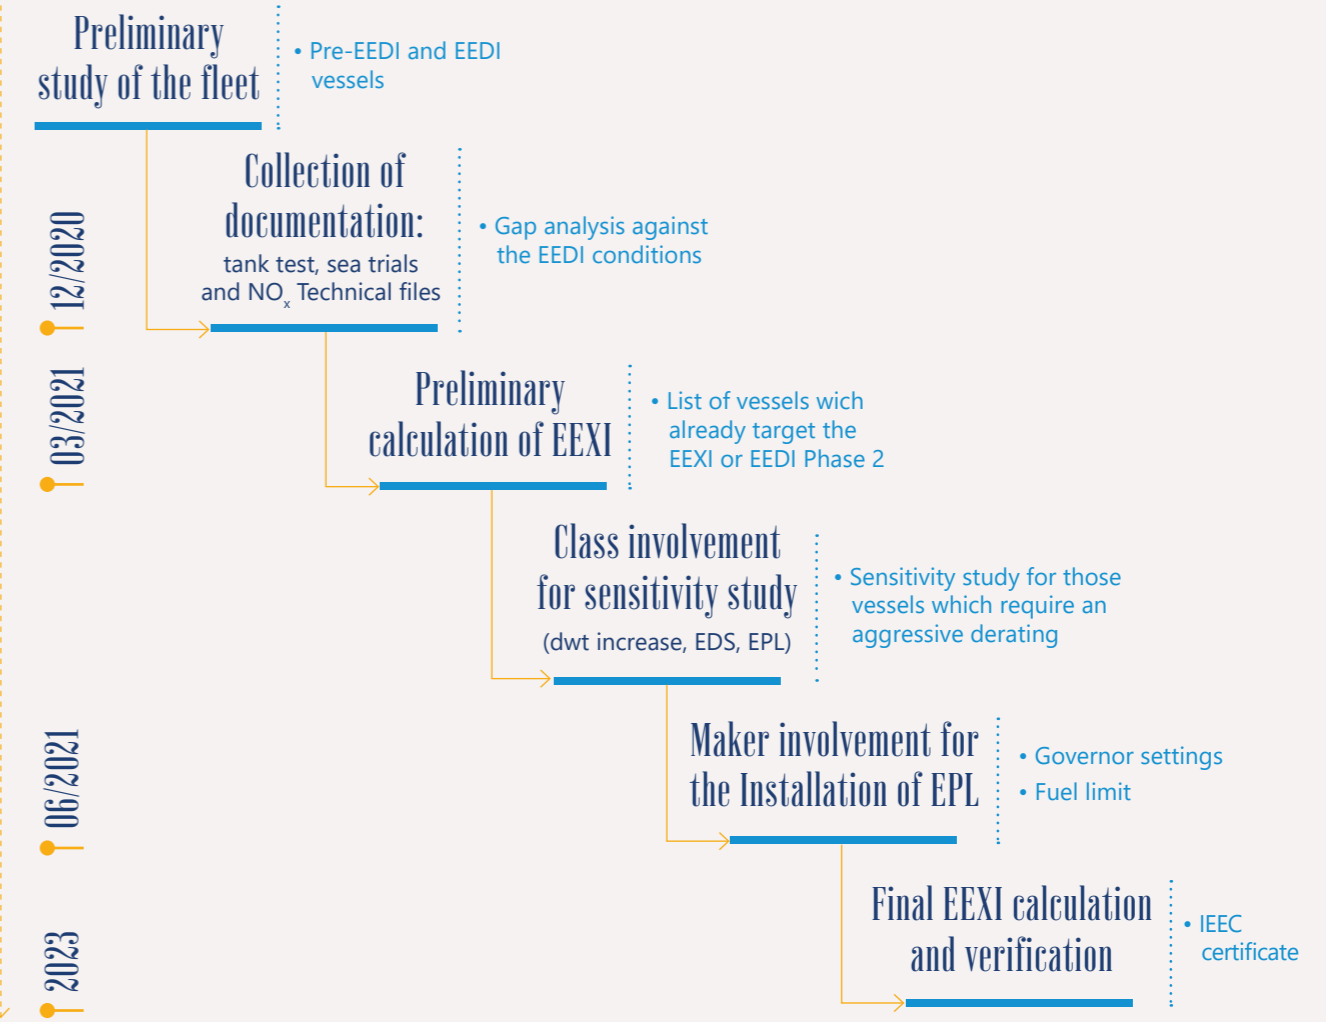 Preliminary
study of the fleet
• Pre-EEDI and EEDI
vessels
12/2020
Collection of
documentation:
tank test, sea trials
and NOx Technical files
• Gap analysis against
the EEDI conditions
03/2021
Preliminary
calculation of EEXI
• List of vessels wich
already target the
EEXI or EEDI Phase 2
Class involvement
for sensitivity study
(dwt increase, EDS, EPL)
• Sensitivity study for those
vessels which require an
aggressive derating
06/2021
Maker involvement for
the Installation of EPL
• Governor settings
• Fuel limit
2023
Final EEXI calculation
and verification
• IEEC
certificate